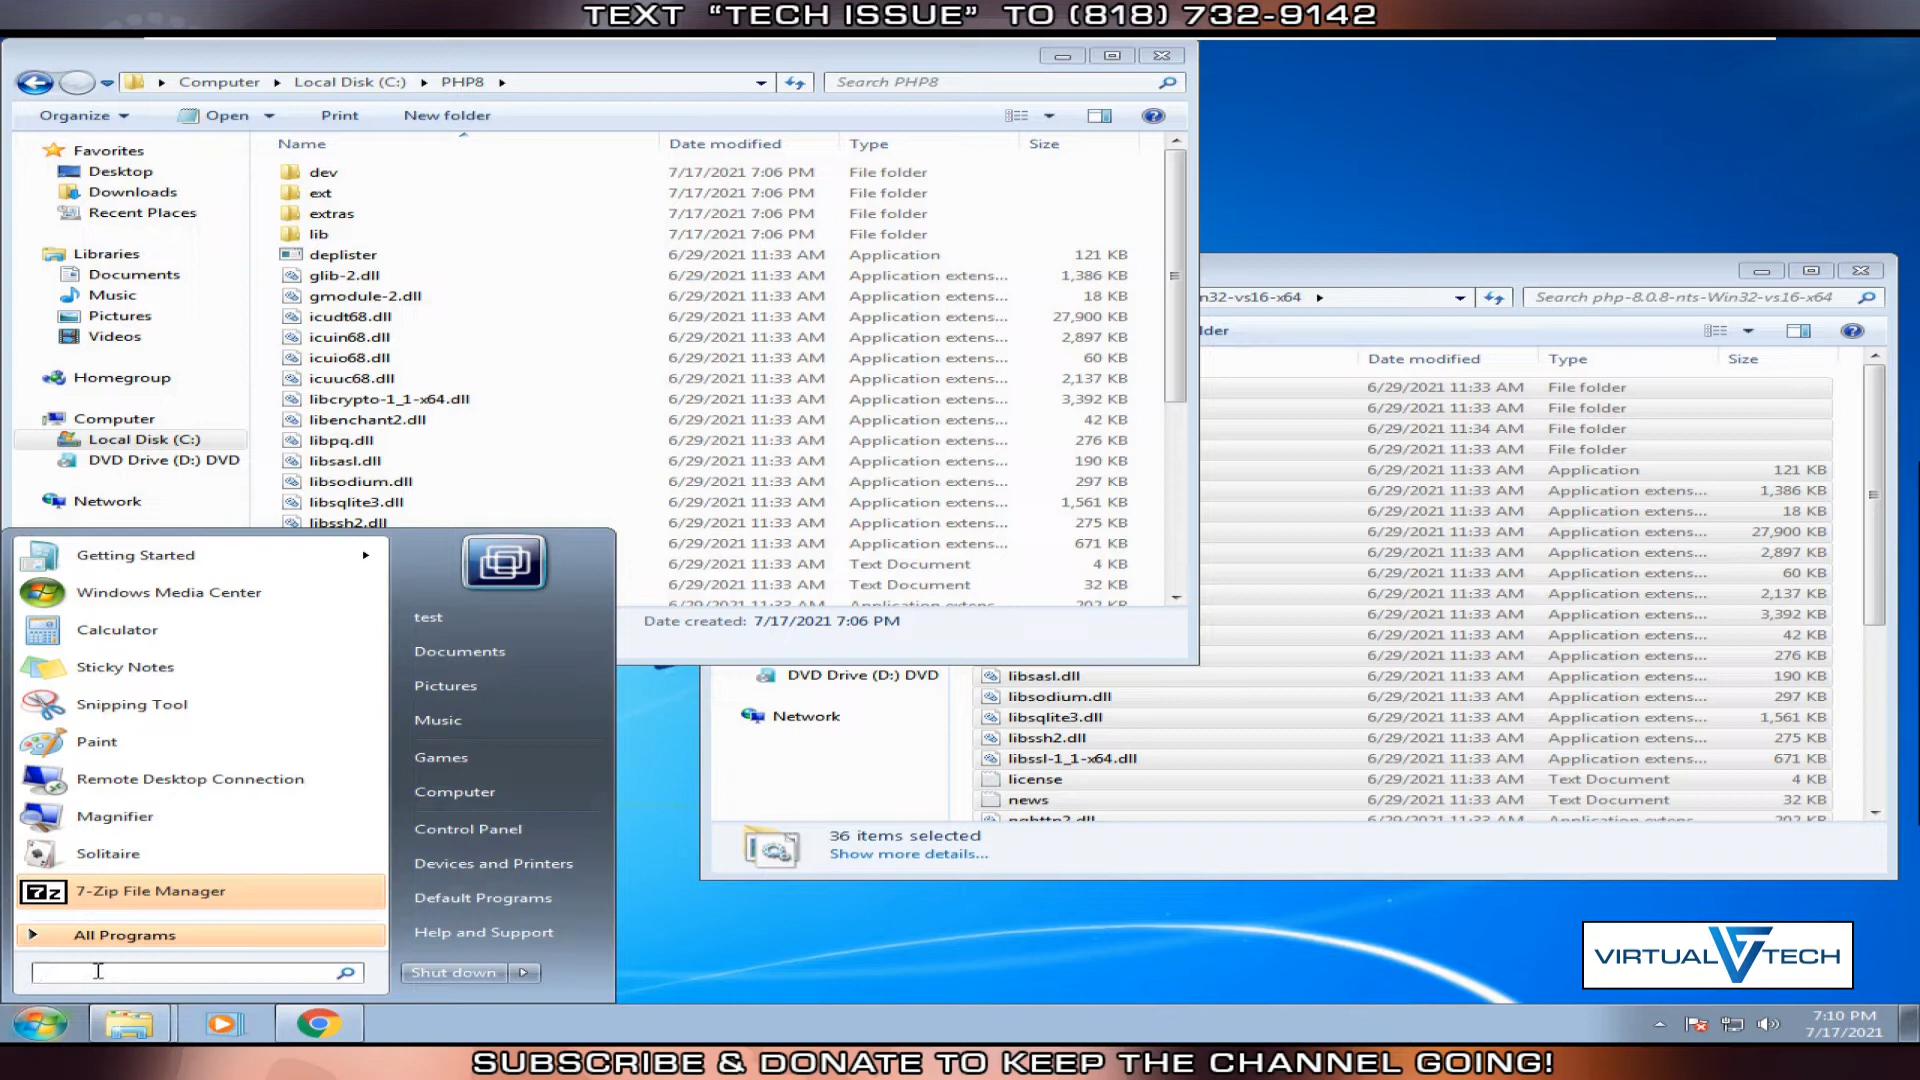 TEXT “TECH ISSUE” TO (818) 732-9142
Computer Local Disk (C:) PHP8
Search PHP8
Organize Open Print New folder
Name Date modified Type Size
Favorites
Desktop
Downloads
Recent Places
Libraries
Documents
Music
Pictures
Videos
Homegroup
Computer
Local Disk (C:)
DVD Drive (D:) DVD
Network
dev 7/17/2021 7:06 PM File folder
ext 7/17/2021 7:06 PM File folder
extras 7/17/2021 7:06 PM File folder
lib 7/17/2021 7:06 PM File folder
deplister 6/29/2021 11:33 AM Application 121 KB
glib-2.dll 6/29/2021 11:33 AM Application extens... 1,386 KB
gmodule-2.dll 6/29/2021 11:33 AM Application extens... 18 KB
icudt68.dll 6/29/2021 11:33 AM Application extens... 27,900 KB
icuin68.dll 6/29/2021 11:33 AM Application extens... 2,897 KB
icuio68.dll 6/29/2021 11:33 AM Application extens... 60 KB
icuuc68.dll 6/29/2021 11:33 AM Application extens... 2,137 KB
libcrypto-1_1-x64.dll 6/29/2021 11:33 AM Application extens... 3,392 KB
libenchant2.dll 6/29/2021 11:33 AM Application extens... 42 KB
libpq.dll 6/29/2021 11:33 AM Application extens... 276 KB
libsasl.dll 6/29/2021 11:33 AM Application extens... 190 KB
libsodium.dll 6/29/2021 11:33 AM Application extens... 297 KB
libsqlite3.dll 6/29/2021 11:33 AM Application extens... 1,561 KB
libssh2.dll 6/29/2021 11:33 AM Application extens... 275 KB
6/29/2021 11:33 AM Application extens... 671 KB
6/29/2021 11:33 AM Text Document 4 KB
6/29/2021 11:33 AM Text Document 32 KB
6/29/2021 11:33 AM Application extens... 202 KB
Date created: 7/17/2021 7:06 PM
n32-vs16-x64
Search php-8.0.8-nts-Win32-vs16-x64
lder
Date modified Type Size
6/29/2021 11:33 AM File folder
6/29/2021 11:33 AM File folder
6/29/2021 11:34 AM File folder
6/29/2021 11:33 AM File folder
6/29/2021 11:33 AM Application 121 KB
6/29/2021 11:33 AM Application extens... 1,386 KB
6/29/2021 11:33 AM Application extens... 18 KB
6/29/2021 11:33 AM Application extens... 27,900 KB
6/29/2021 11:33 AM Application extens... 2,897 KB
6/29/2021 11:33 AM Application extens... 60 KB
6/29/2021 11:33 AM Application extens... 2,137 KB
6/29/2021 11:33 AM Application extens... 3,392 KB
6/29/2021 11:33 AM Application extens... 42 KB
6/29/2021 11:33 AM Application extens... 276 KB
DVD Drive (D:) DVD
Network
libsasl.dll 6/29/2021 11:33 AM Application extens... 190 KB
libsodium.dll 6/29/2021 11:33 AM Application extens... 297 KB
libsqlite3.dll 6/29/2021 11:33 AM Application extens... 1,561 KB
libssh2.dll 6/29/2021 11:33 AM Application extens... 275 KB
libssl-1_1-x64.dll 6/29/2021 11:33 AM Application extens... 671 KB
license 6/29/2021 11:33 AM Text Document 4 KB
news 6/29/2021 11:33 AM Text Document 32 KB
nghttp2.dll 6/29/2021 11:33 AM Application extens... 202 KB
36 items selected
Show more details...
Getting Started
Windows Media Center
Calculator
Sticky Notes
Snipping Tool
Paint
Remote Desktop Connection
Magnifier
Solitaire
7-Zip File Manager
All Programs
test
Documents
Pictures
Music
Games
Computer
Control Panel
Devices and Printers
Default Programs
Help and Support
Shut down
VIRTUAL VT TECH
7:10 PM
7/17/2021
SUBSCRIBE & DONATE TO KEEP THE CHANNEL GOING!